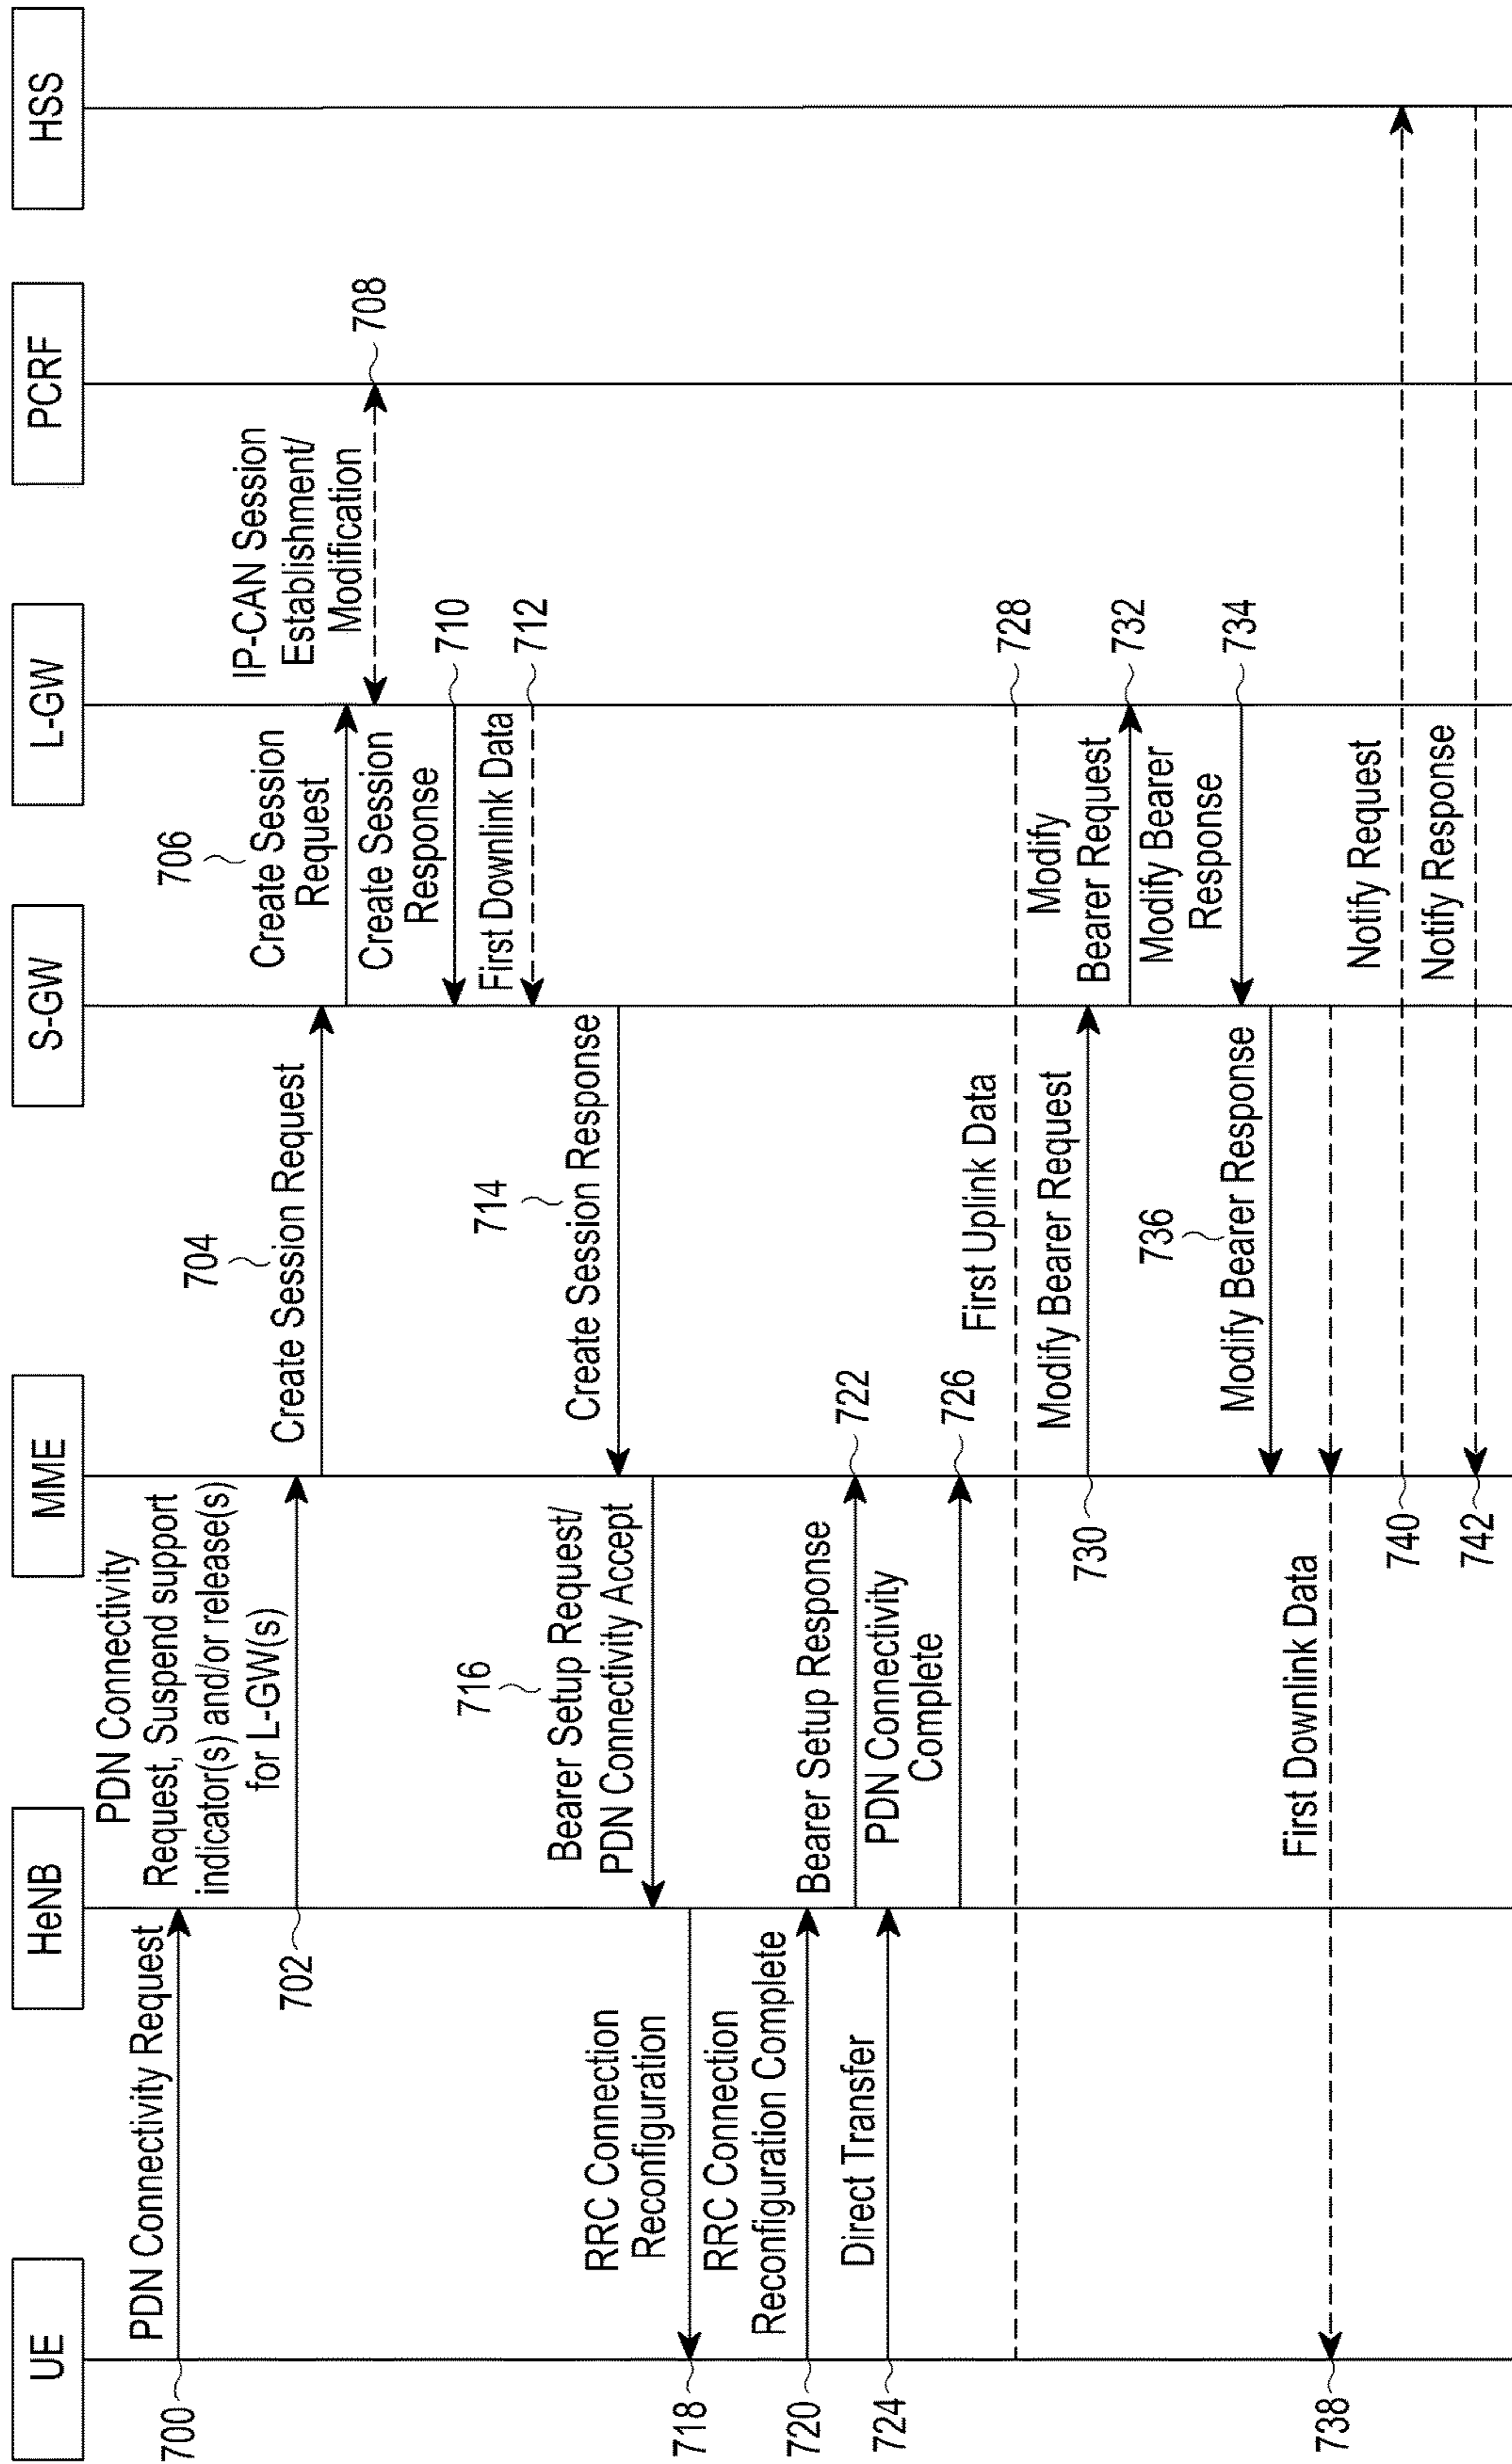 UE
HeNB
MME
S-GW
L-GW
PCRF
HSS
PDN Connectivity Request
700
PDN Connectivity
Request, Suspend support
indicator(s) and/or release(s)
for L-GW(s)
702
704
Create Session Request
706
Create Session
Request
IP-CAN Session
Establishment/
Modification
708
Create Session
Response
710
First Downlink Data
712
714
Create Session Response
716
Bearer Setup Request/
PDN Connectivity Accept
RRC Connection
Reconfiguration
718
RRC Connection
Reconfiguration Complete
720
Bearer Setup Response
722
Direct Transfer
724
PDN Connectivity
Complete
726
First Uplink Data
728
Modify Bearer Request
730
Modify
Bearer Request
732
Modify Bearer
Response
734
736
Modify Bearer Response
First Downlink Data
738
Notify Request
740
Notify Response
742